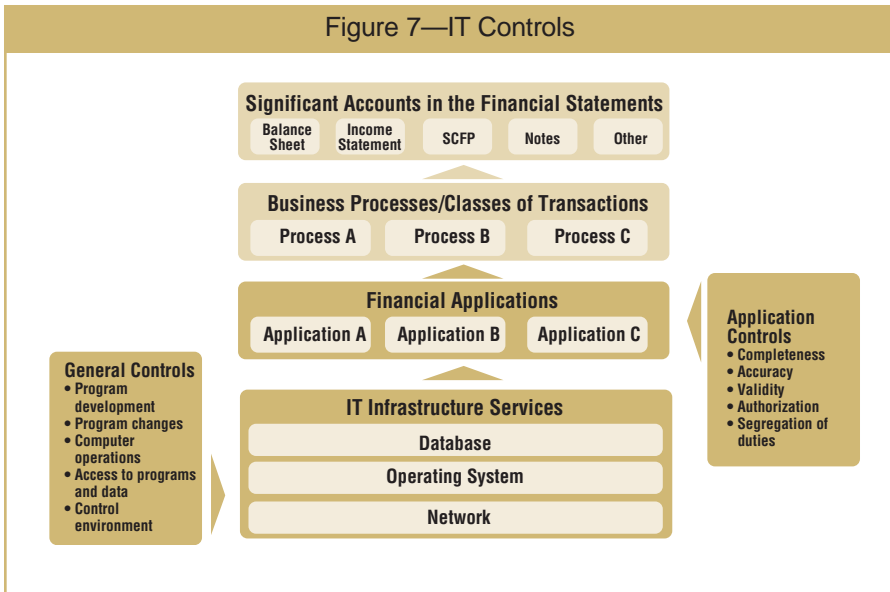 Figure 7—IT Controls
Significant Accounts in the Financial Statements
Balance
Sheet
Income
Statement
SCFP
Notes
Other
Business Processes/Classes of Transactions
Process A
Process B
Process C
Financial Applications
Application A
Application B
Application C
General Controls
• Program
development
• Program changes
• Computer
operations
• Access to programs
and data
• Control
environment
IT Infrastructure Services
Database
Operating System
Network
Application
Controls
• Completeness
• Accuracy
• Validity
• Authorization
• Segregation of
duties